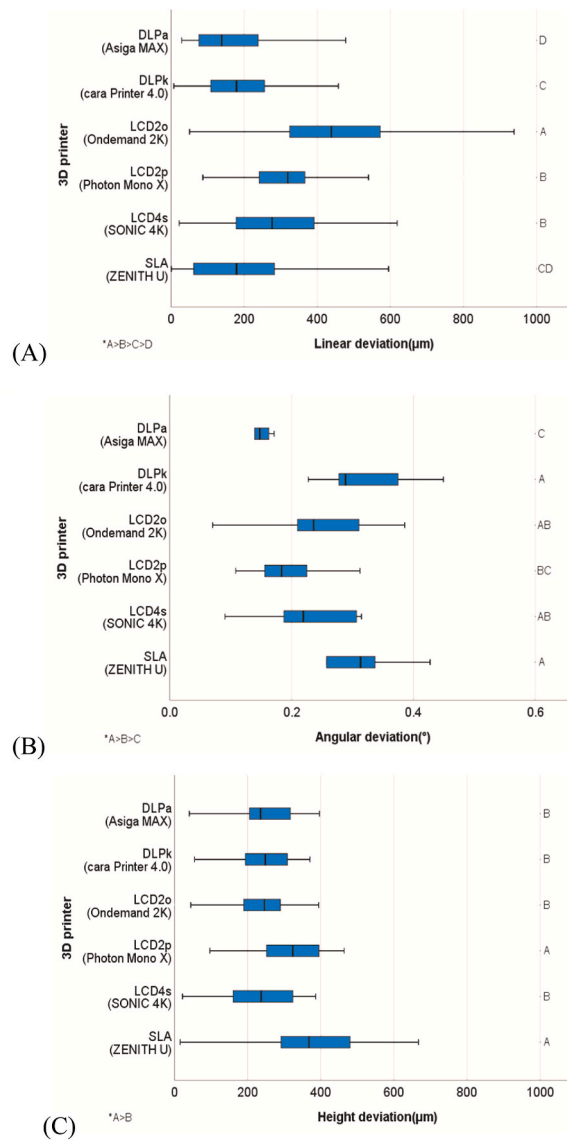 DLPa
(Asiga MAX)
D
DLPk
(cara Printer 4.0)
C
LCD2o
(Ondemand 2K)
A
3D printer
LCD2p
(Photon Mono X)
B
LCD4s
(SONIC 4K)
B
SLA
(ZENITH U)
CD
0 200 400 600 800 1000
(A)
*A>B>C>D
Linear deviation(µm)
DLPa
(Asiga MAX)
C
DLPk
(cara Printer 4.0)
A
LCD2o
(Ondemand 2K)
AB
3D printer
LCD2p
(Photon Mono X)
BC
LCD4s
(SONIC 4K)
AB
SLA
(ZENITH U)
A
0.0 0.2 0.4 0.6
(B)
*A>B>C
Angular deviation(°)
DLPa
(Asiga MAX)
B
DLPk
(cara Printer 4.0)
B
LCD2o
(Ondemand 2K)
B
3D printer
LCD2p
(Photon Mono X)
A
LCD4s
(SONIC 4K)
B
SLA
(ZENITH U)
A
0 200 400 600 800 1000
(C)
*A>B
Height deviation(µm)